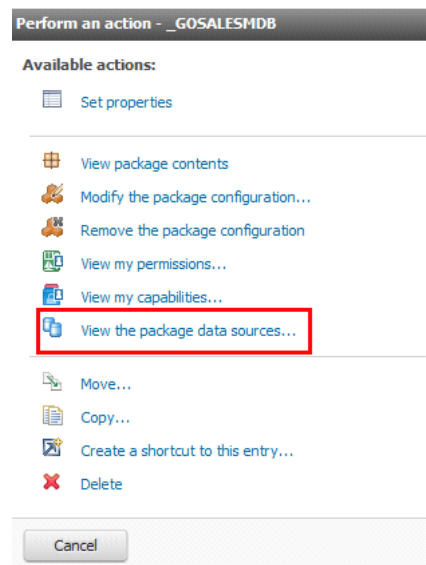 Perform an action - _GOSALESMDB
Available actions:
Set properties
View package contents
Modify the package configuration...
Remove the package configuration
View my permissions...
View my capabilities...
View the package data sources...
Move...
Copy...
Create a shortcut to this entry...
Delete
Cancel